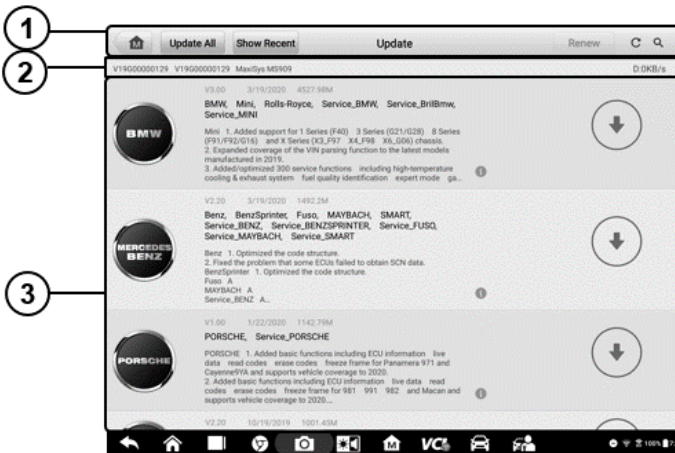 1
Update All Show Recent Update Renew
2
V19G00000129 V19G00000129 MaxiSys MS909 D:0KB/s
V3.00 3/19/2020 4527.98M
BMW, Mini, Rolls-Royce, Service_BMW, Service_BrilBmw,
Service_MINI
BMW
Mini 1. Added support for 1 Series (F40) 3 Series (G21/G28) 8 Series
(F91/F92/G16) and X Series (X3_F97 X4_F98 X6_G06) chassis.
2. Expanded coverage of the VIN parsing function to the latest models
manufactured in 2019.
3. Added/optimized 300 service functions including high-temperature
cooling & exhaust system fuel quality identification expert mode ga...
V2.20 3/19/2020 1492.2M
Benz, BenzSprinter, Fuso, MAYBACH, SMART,
Service_BENZ, Service_BENZSPRINTER, Service_FUSO,
Service_MAYBACH, Service_SMART
MERCEDES
BENZ
Benz 1. Optimized the code structure.
2. Fixed the problem that some ECUs failed to obtain SCN data.
BenzSprinter 1. Optimized the code structure.
Fuso A
MAYBACH A
Service_BENZ A...
3
V1.00 1/22/2020 1142.79M
PORSCHE, Service_PORSCHE
PORSCHE
PORSCHE 1. Added basic functions including ECU information live
data read codes erase codes freeze frame for Panamera 971 and
Cayenne9YA and supports vehicle coverage to 2020.
2. Added basic functions including ECU information live data read
codes erase codes freeze frame for 981 991 982 and Macan and
supports vehicle coverage to 2020....
V2.20 10/19/2019 1001.45M
VCI 100%